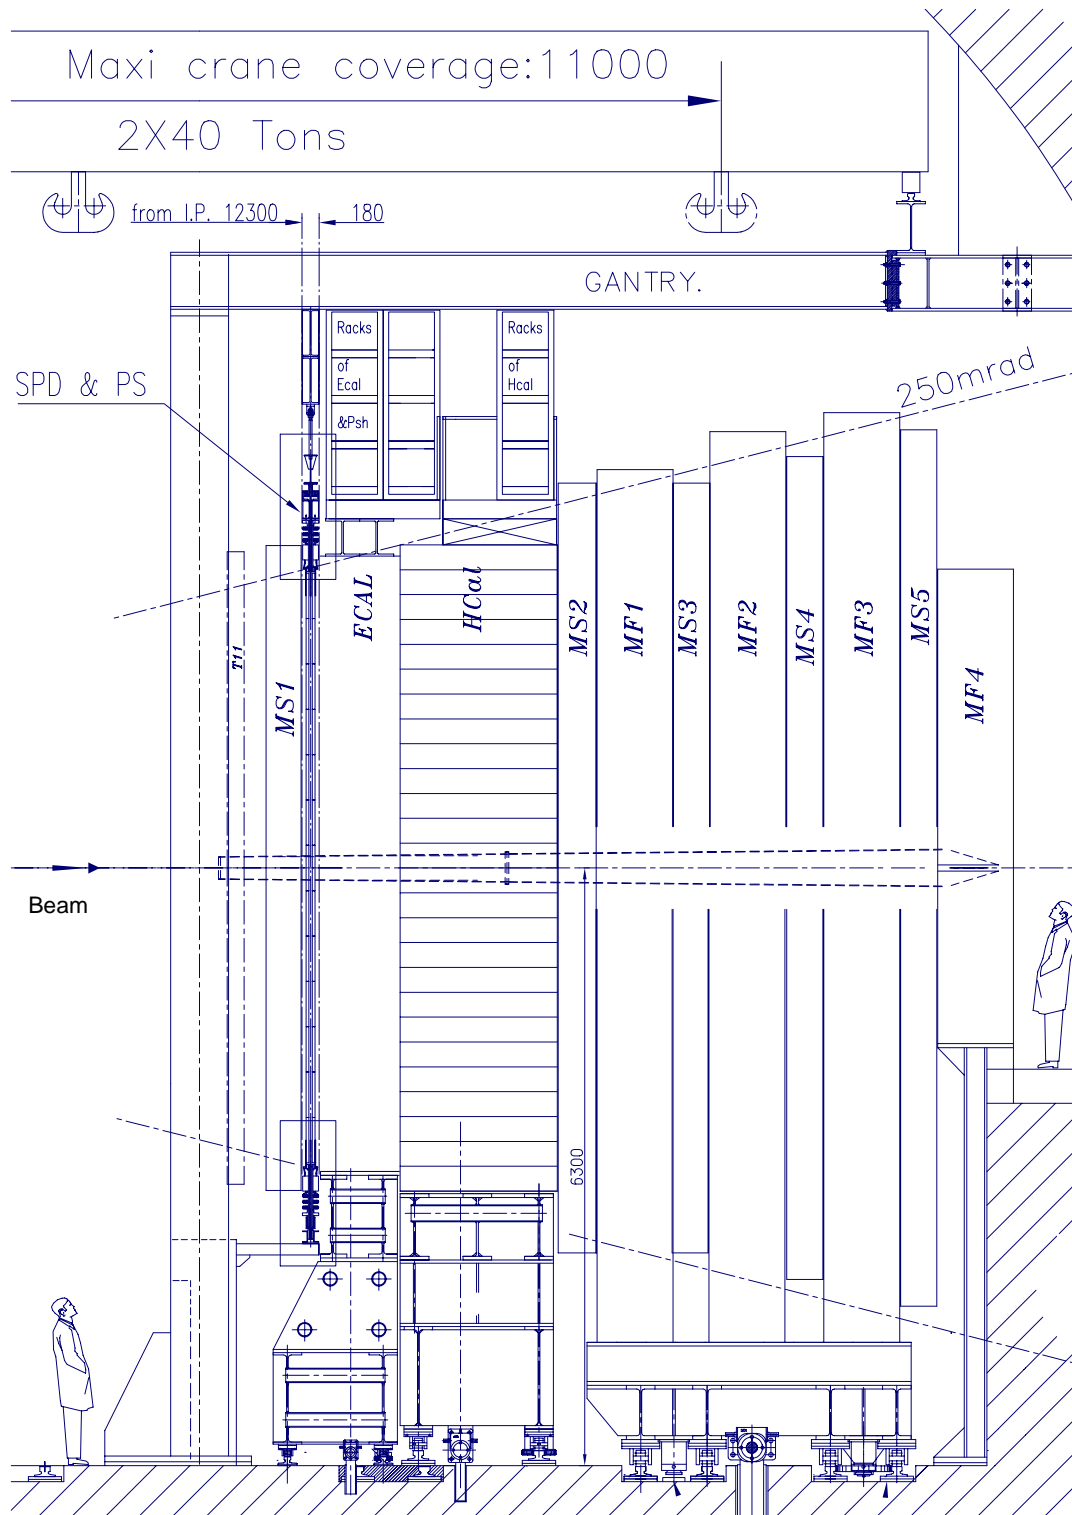 Maxi crane coverage:11000
2X40 Tons
from I.P. 12300
180
GANTRY.
Racks
of
Ecal
&Psh
Racks
of
Hcal
SPD & PS
250mrad
T11
MS1
ECAL
HCal
MS2
MF1
MS3
MF2
MS4
MF3
MS5
MF4
Beam
6300